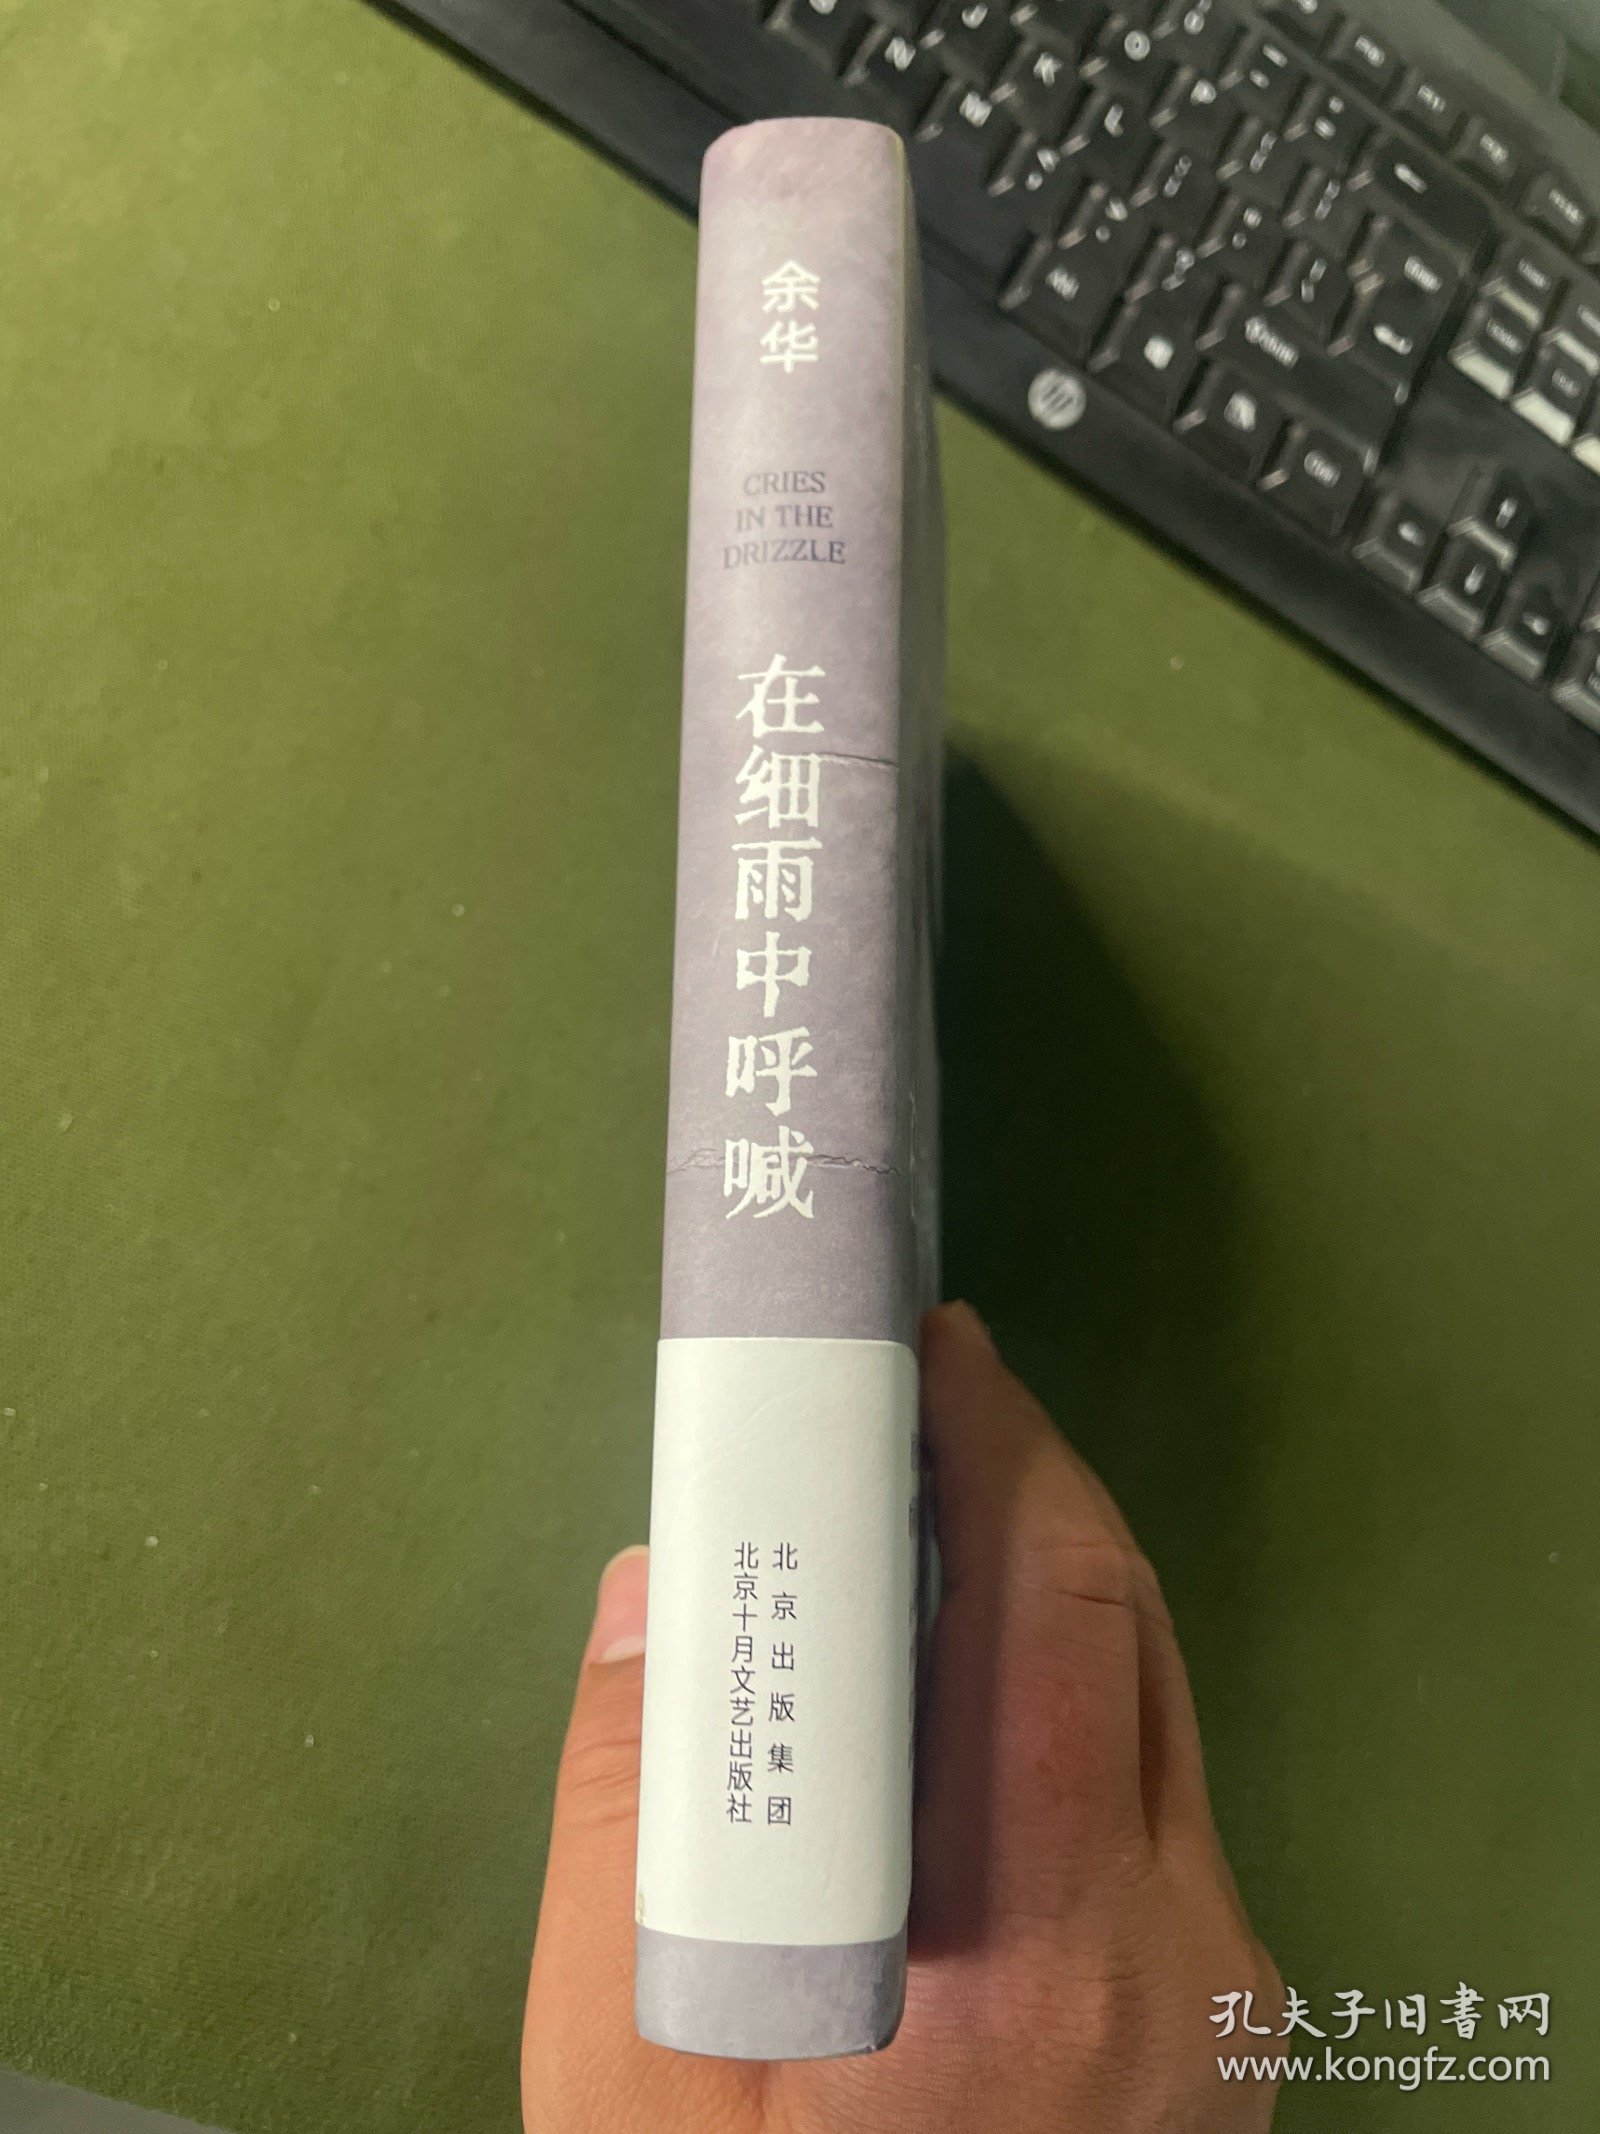 余华
CRIES
IN THE
DRIZZLE
在细雨中呼喊
北京出版集团
北京十月文艺出版社
孔夫子旧书网
www.kongfz.com